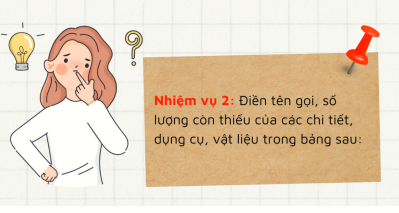 Nhiệm vụ 2: Điền tên gọi, số
lượng còn thiếu của các chi tiết,
dụng cụ, vật liệu trong bảng sau: